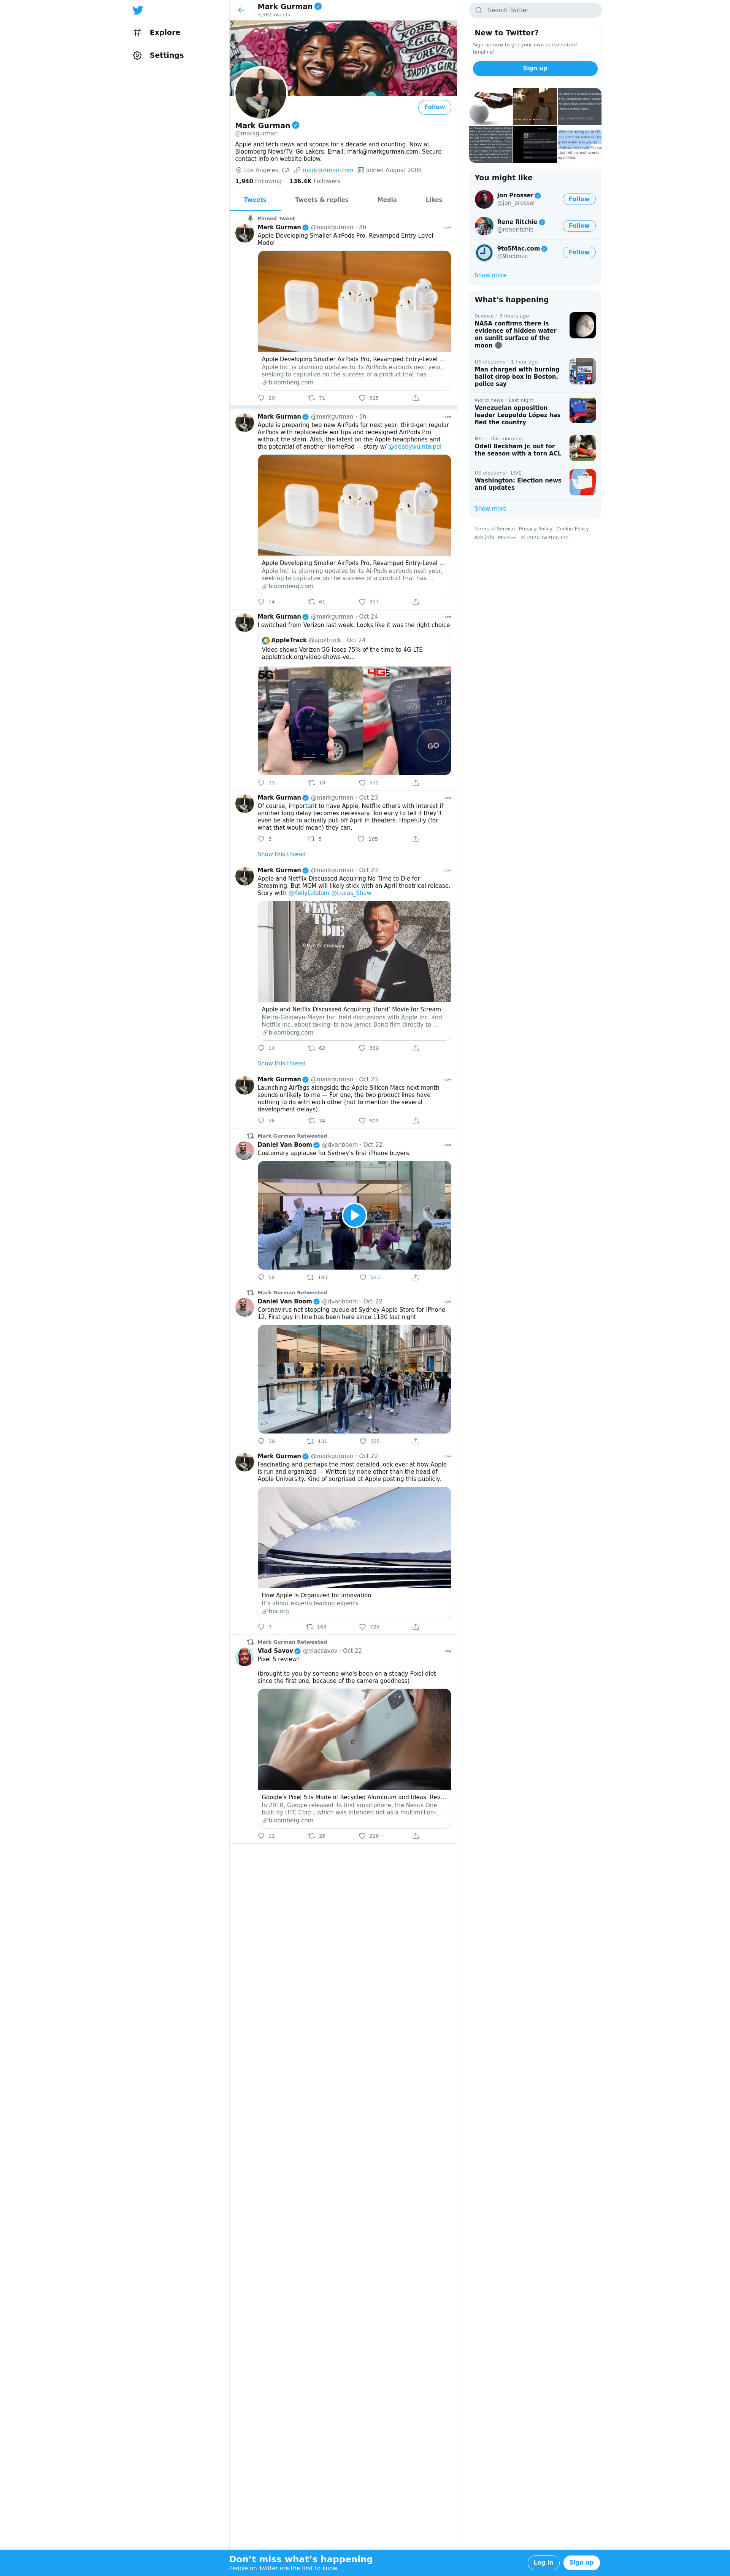 Explore
Settings
Mark Gurman
7,582 Tweets
KOBE
& GIGI
FOREVER
DADDY'S GIRL
Follow
Mark Gurman
@markgurman
Apple and tech news and scoops for a decade and counting. Now at
Bloomberg News/TV. Go Lakers. Email: mark@markgurman.com. Secure
contact info on website below.
Los Angeles, CA markgurman.com Joined August 2008
1,940 Following 136.4K Followers
Tweets Tweets & replies Media Likes
Pinned Tweet
Mark Gurman @markgurman · 8h
Apple Developing Smaller AirPods Pro, Revamped Entry-Level
Model
Apple Developing Smaller AirPods Pro, Revamped Entry-Level ...
Apple Inc. is planning updates to its AirPods earbuds next year,
seeking to capitalize on the success of a product that has ...
bloomberg.com
20 71 625
Mark Gurman @markgurman · 5h
Apple is preparing two new AirPods for next year: third-gen regular
AirPods with replaceable ear tips and redesigned AirPods Pro
without the stem. Also, the latest on the Apple headphones and
the potential of another HomePod — story w/ @debbywuintaipei
Apple Developing Smaller AirPods Pro, Revamped Entry-Level ...
Apple Inc. is planning updates to its AirPods earbuds next year,
seeking to capitalize on the success of a product that has ...
bloomberg.com
14 61 317
Mark Gurman @markgurman · Oct 24
I switched from Verizon last week. Looks like it was the right choice
AppleTrack @appltrack · Oct 24
Video shows Verizon 5G loses 75% of the time to 4G LTE
appletrack.org/video-shows-ve…
5G
4G
GO
33 18 572
Mark Gurman @markgurman · Oct 23
Of course, important to have Apple, Netflix others with interest if
another long delay becomes necessary. Too early to tell if they’ll
even be able to actually pull off April in theaters. Hopefully (for
what that would mean) they can.
3 5 105
Show this thread
Mark Gurman @markgurman · Oct 23
Apple and Netflix Discussed Acquiring No Time to Die for
Streaming. But MGM will likely stick with an April theatrical release.
Story with @KellyGilblom @Lucas_Shaw
TIME
TO DIE
ONLY IN CINEMAS
Apple and Netflix Discussed Acquiring ‘Bond’ Movie for Stream...
Metro-Goldwyn-Mayer Inc. held discussions with Apple Inc. and
Netflix Inc. about taking its new James Bond film directly to ...
bloomberg.com
14 62 339
Show this thread
Mark Gurman @markgurman · Oct 23
Launching AirTags alongside the Apple Silicon Macs next month
sounds unlikely to me — For one, the two product lines have
nothing to do with each other (not to mention the several
development delays).
36 34 609
Mark Gurman Retweeted
Daniel Van Boom @dvanboom · Oct 22
Customary applause for Sydney’s first iPhone buyers
50 183 523
Mark Gurman Retweeted
Daniel Van Boom @dvanboom · Oct 22
Coronavirus not stopping queue at Sydney Apple Store for iPhone
12. First guy in line has been here since 1130 last night
39 131 555
Mark Gurman @markgurman · Oct 22
Fascinating and perhaps the most detailed look ever at how Apple
is run and organized — Written by none other than the head of
Apple University. Kind of surprised at Apple posting this publicly.
How Apple Is Organized for Innovation
It’s about experts leading experts.
hbr.org
7 163 725
Mark Gurman Retweeted
Vlad Savov @vladsavov · Oct 22
Pixel 5 review!
(brought to you by someone who's been on a steady Pixel diet
since the first one, because of the camera goodness)
Google’s Pixel 5 Is Made of Recycled Aluminum and Ideas: Rev...
In 2010, Google released its first smartphone, the Nexus One
built by HTC Corp., which was intended not as a multimillion-...
bloomberg.com
11 26 226
Search Twitter
New to Twitter?
Sign up now to get your own personalized
timeline!
Sign up
You might like
Jon Prosser
@jon_prosser
Follow
Rene Ritchie
@reneritchie
Follow
9to5Mac.com
@9to5mac
Follow
Show more
What’s happening
Science · 3 hours ago
NASA confirms there is
evidence of hidden water
on sunlit surface of the
moon
US elections · 1 hour ago
Man charged with burning
ballot drop box in Boston,
police say
World news · Last night
Venezuelan opposition
leader Leopoldo López has
fled the country
NFL · This morning
Odell Beckham Jr. out for
the season with a torn ACL
US elections · LIVE
Washington: Election news
and updates
Show more
Terms of Service Privacy Policy Cookie Policy
Ads info More © 2020 Twitter, Inc.
Don’t miss what’s happening
People on Twitter are the first to know.
Log in Sign up